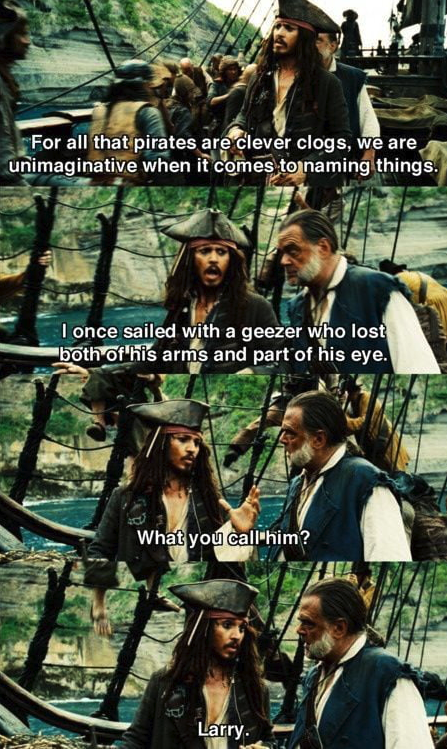 For all that pirates are clever clogs, we are
unimaginative when it comes to naming things.
I once sailed with a geezer who lost
both of his arms and part of his eye.
What you call him?
Larry.